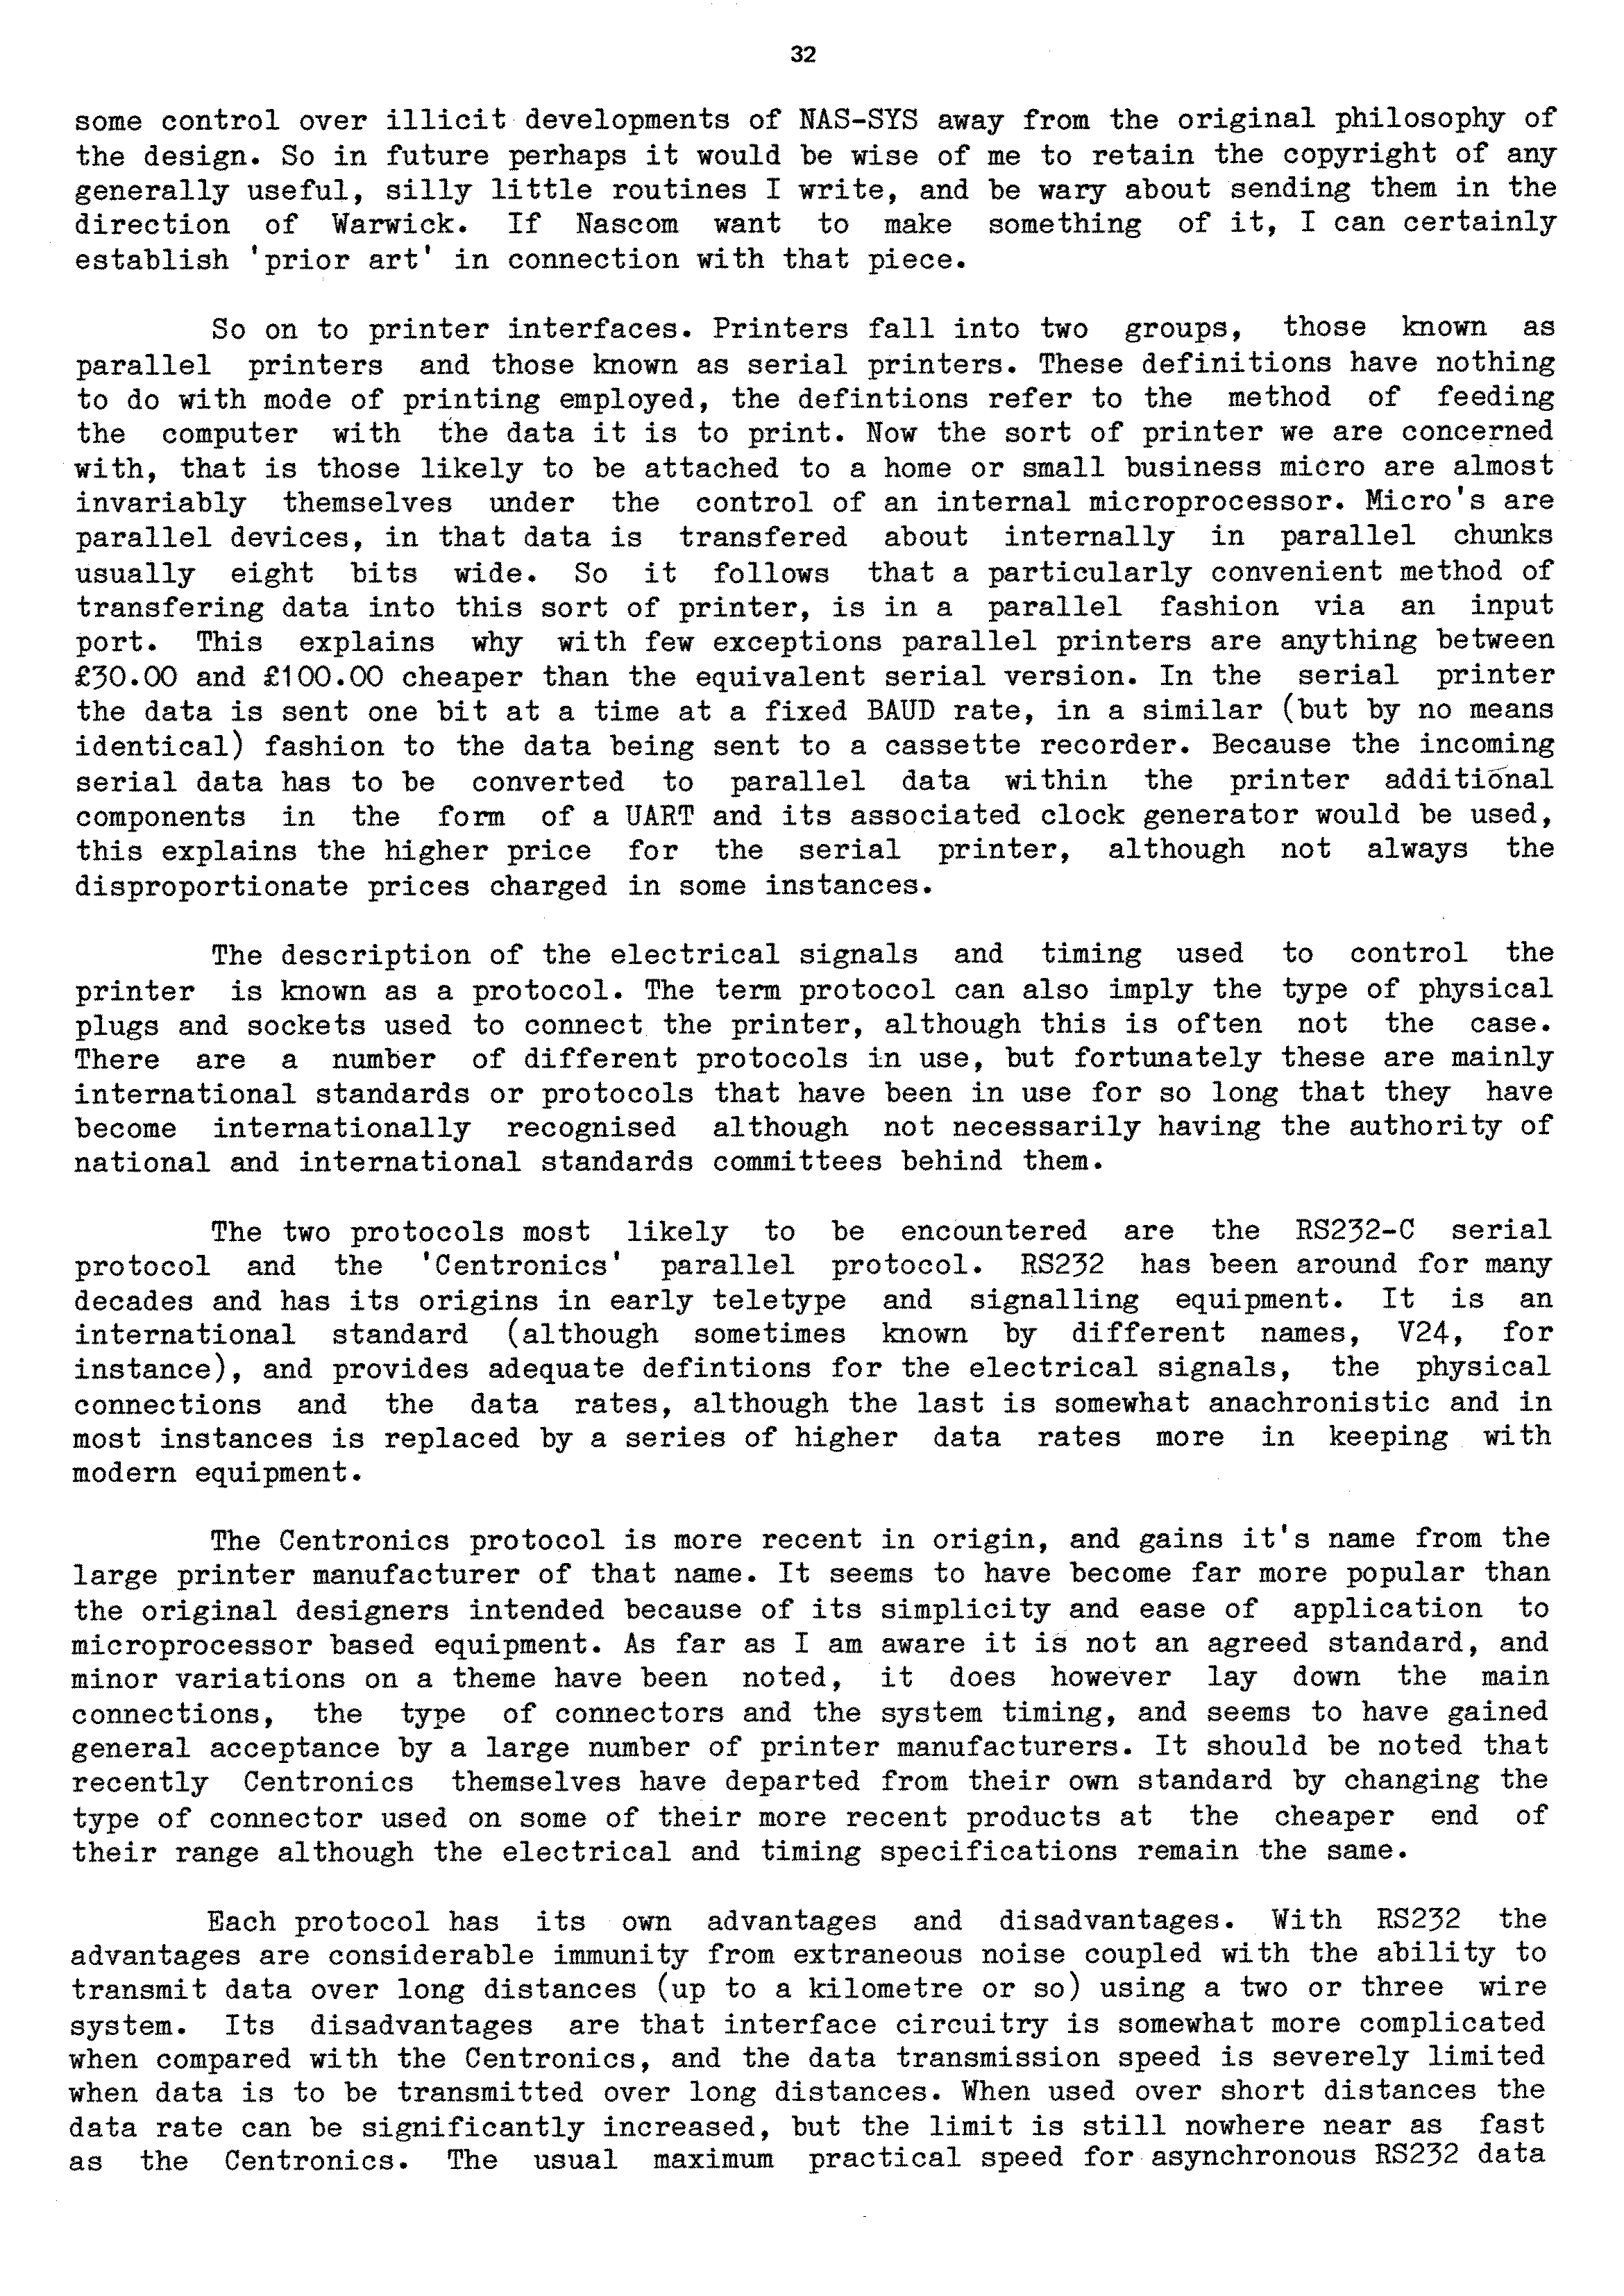 32
some control over illicit developments of NAS-SYS away from the original philosophy of
the design. So in future perhaps it would be wise of me to retain the copyright of any
generally useful, silly little routines I write, and be wary about sending them in the
direction of Warwick. If Nascom want to make something of it, I can certainly
establish 'prior art' in connection with that piece.
So on to printer interfaces. Printers fall into two groups, those known as
parallel printers and those known as serial printers. These definitions have nothing
to do with mode of printing employed, the defintions refer to the method of feeding
the computer with the data it is to print. Now the sort of printer we are concerned
with, that is those likely to be attached to a home or small business micro are almost
invariably themselves under the control of an internal microprocessor. Micro's are
parallel devices, in that data is transfered about internally in parallel chunks
usually eight bits wide. So it follows that a particularly convenient method of
transfering data into this sort of printer, is in a parallel fashion via an input
port. This explains why with few exceptions parallel printers are anything between
£30.00 and £100.00 cheaper than the equivalent serial version. In the serial printer
the data is sent one bit at a time at a fixed BAUD rate, in a similar (but by no means
identical) fashion to the data being sent to a cassette recorder. Because the incoming
serial data has to be converted to parallel data within the printer additional
components in the form of a UART and its associated clock generator would be used,
this explains the higher price for the serial printer, although not always the
disproportionate prices charged in some instances.
The description of the electrical signals and timing used to control the
printer is known as a protocol. The term protocol can also imply the type of physical
plugs and sockets used to connect the printer, although this is often not the case.
There are a number of different protocols in use, but fortunately these are mainly
international standards or protocols that have been in use for so long that they have
become internationally recognised although not necessarily having the authority of
national and international standards committees behind them.
The two protocols most likely to be encountered are the RS232-C serial
protocol and the 'Centronics' parallel protocol. RS232 has been around for many
decades and has its origins in early teletype and signalling equipment. It is an
international standard (although sometimes known by different names, V24, for
instance), and provides adequate defintions for the electrical signals, the physical
connections and the data rates, although the last is somewhat anachronistic and in
most instances is replaced by a series of higher data rates more in keeping with
modern equipment.
The Centronics protocol is more recent in origin, and gains it's name from the
large printer manufacturer of that name. It seems to have become far more popular than
the original designers intended because of its simplicity and ease of application to
microprocessor based equipment. As far as I am aware it is not an agreed standard, and
minor variations on a theme have been noted, it does however lay down the main
connections, the type of connectors and the system timing, and seems to have gained
general acceptance by a large number of printer manufacturers. It should be noted that
recently Centronics themselves have departed from their own standard by changing the
type of connector used on some of their more recent products at the cheaper end of
their range although the electrical and timing specifications remain the same.
Each protocol has its own advantages and disadvantages. With RS232 the
advantages are considerable immunity from extraneous noise coupled with the ability to
transmit data over long distances (up to a kilometre or so) using a two or three wire
system. Its disadvantages are that interface circuitry is somewhat more complicated
when compared with the Centronics, and the data transmission speed is severely limited
when data is to be transmitted over long distances. When used over short distances the
data rate can be significantly increased, but the limit is still nowhere near as fast
as the Centronics. The usual maximum practical speed for asynchronous RS232 data